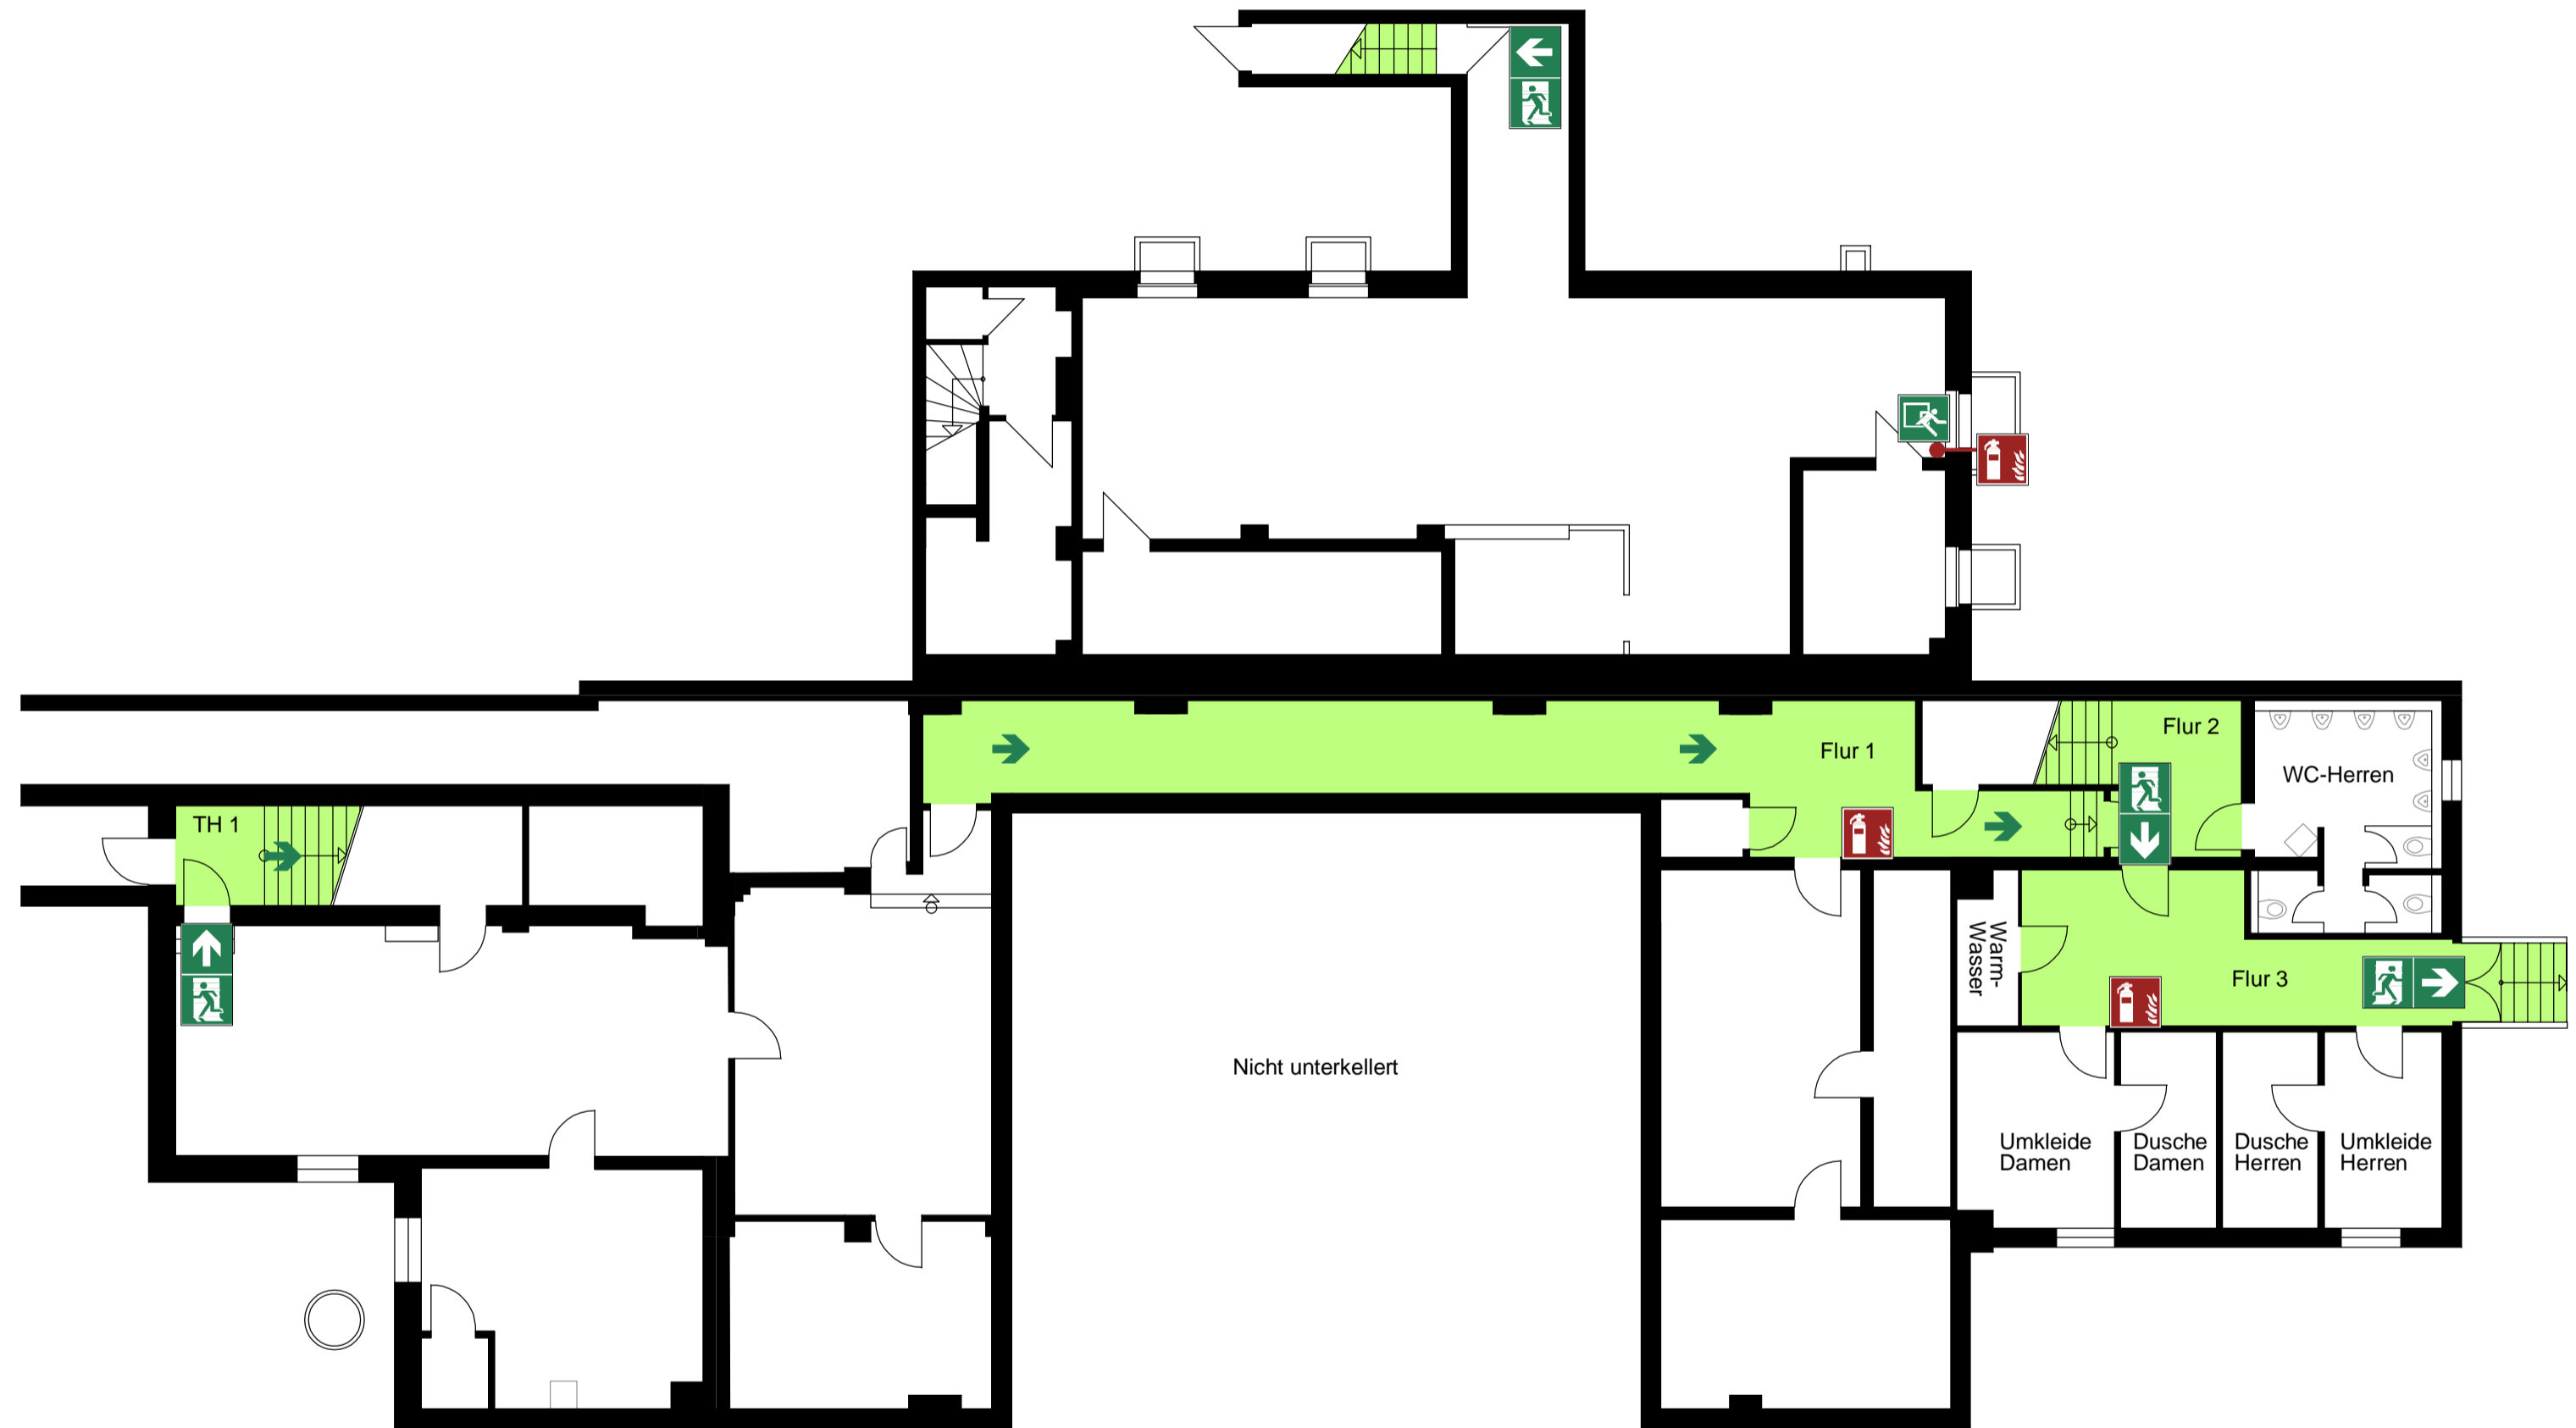 Flur 2
Flur 1
WC-Herren
TH 1
Warm-
Wasser
Flur 3
Nicht unterkellert
Umkleide
Damen
Dusche
Damen
Dusche
Herren
Umkleide
Herren